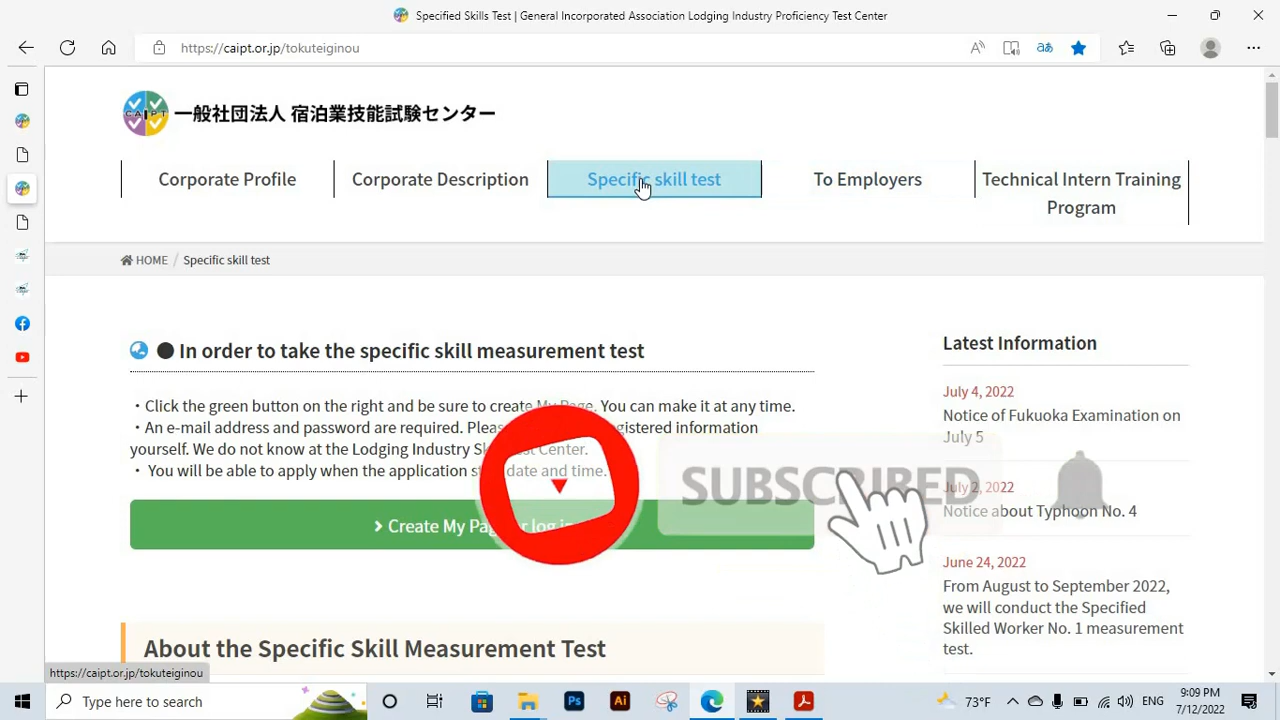 Specified Skills Test | General Incorporated Association Lodging Industry Proficiency Test Center
https://caipt.or.jp/tokuteiginou
CAIPT 一般社団法人 宿泊業技能試験センター
Corporate Profile
Corporate Description
Specific skill test
To Employers
Technical Intern Training Program
HOME / Specific skill test
In order to take the specific skill measurement test
・Click the green button on the right and be sure to create My Page. You can make it at any time.
・An e-mail address and password are required. Plea gistered information
yourself. We do not know at the Lodging Industry Sk Center.
・You will be able to apply when the application st date and time.
Create My Pag r log in
SUBSCRIBED
About the Specific Skill Measurement Test
Latest Information
July 4, 2022
Notice of Fukuoka Examination on
July 5
July 2, 2022
Notice about Typhoon No. 4
June 24, 2022
From August to September 2022,
we will conduct the Specified
Skilled Worker No. 1 measurement
test.
https://caipt.or.jp/tokuteiginou
Type here to search
Ps
Ai
73°F
ENG
9:09 PM
7/12/2022